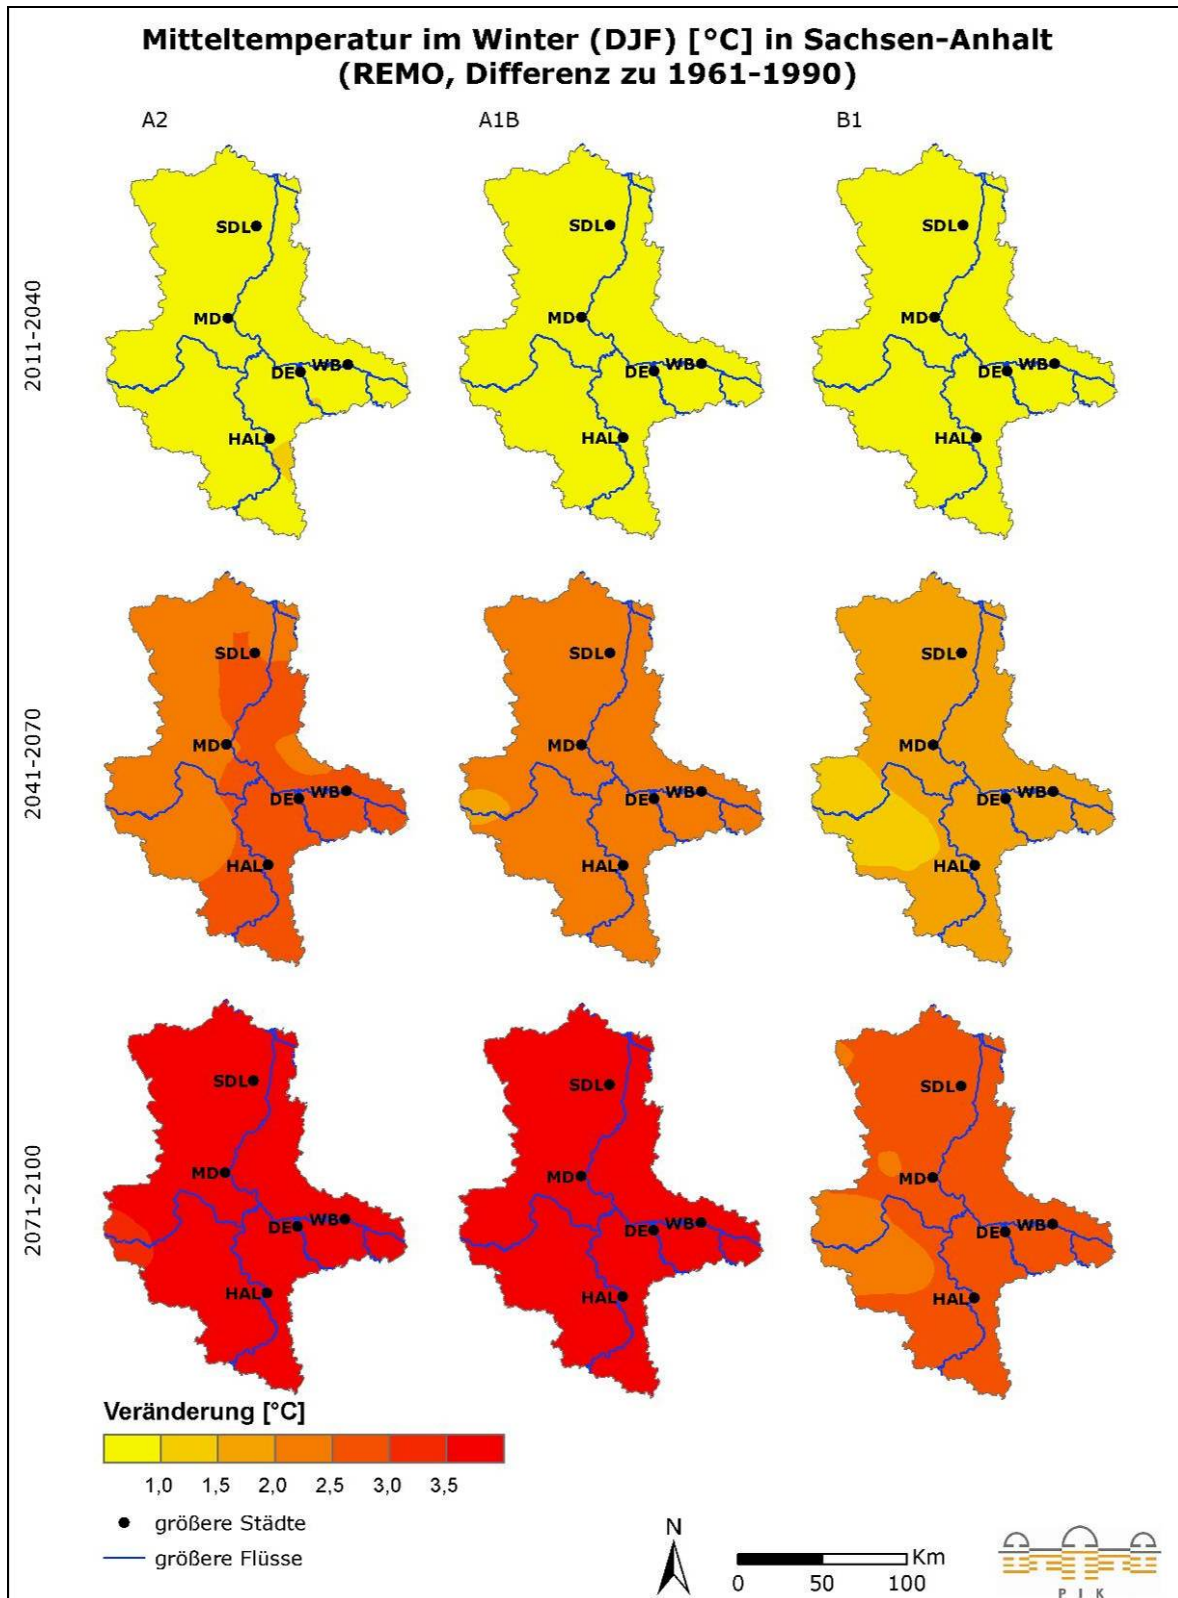 Mitteltemperatur im Winter (DJF) [°C] in Sachsen-Anhalt
(REMO, Differenz zu 1961-1990)
A2 A1B B1
2011-2040
SDL SDL SDL
MD MD MD
DE WB DE WB DE WB
HAL HAL HAL
2041-2070
SDL SDL SDL
MD MD MD
DE WB DE WB DE WB
HAL HAL HAL
2071-2100
SDL SDL SDL
MD MD MD
DE WB DE WB DE WB
HAL HAL HAL
Veränderung [°C]
1,0 1,5 2,0 2,5 3,0 3,5
größere Städte
größere Flüsse
N
Km
0 50 100
P I K